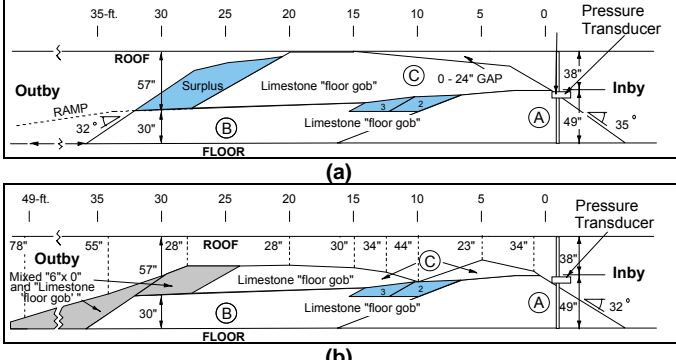 35-ft. 30 25 20 15 10 5 0 Pressure
Transducer
ROOF
57" Surplus Limestone "floor gob" C 0 - 24" GAP 38"
Outby Inby
RAMP
32° 30" B 3 2 Limestone "floor gob" A 49" 35°
FLOOR
(a)
49-ft. 35-ft. 30 25 20 15 10 5 0 Pressure
Transducer
78" 55" 28" ROOF 28" 30" 34" 44" 23" 34"
Outby 57" C 38" Inby
Mixed "6"x 0"
and "Limestone
"floor gob' "
Limestone "floor gob"
3 2
30" B Limestone "floor gob" A 49" 32°
FLOOR
(b)